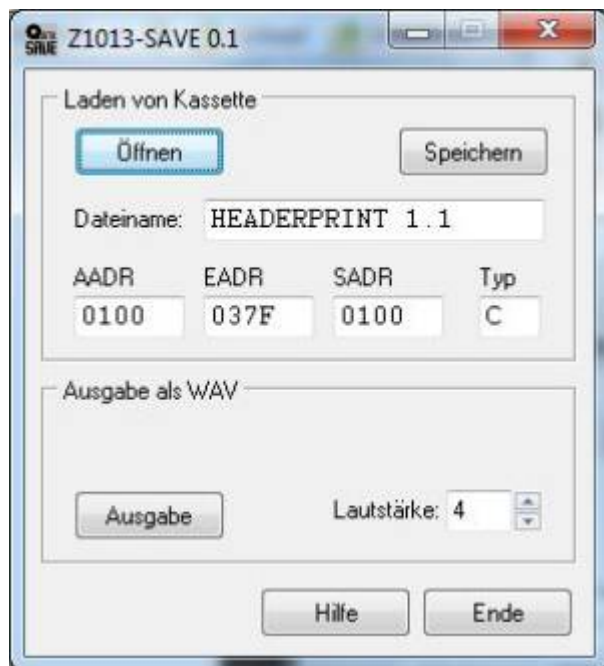 Z1013-SAVE 0.1
Laden von Kassette
Öffnen Speichern
Dateiname: HEADERPRINT 1.1
AADR EADR SADR Typ
0100 037F 0100 C
Ausgabe als WAV
Ausgabe Lautstärke: 4
Hilfe Ende